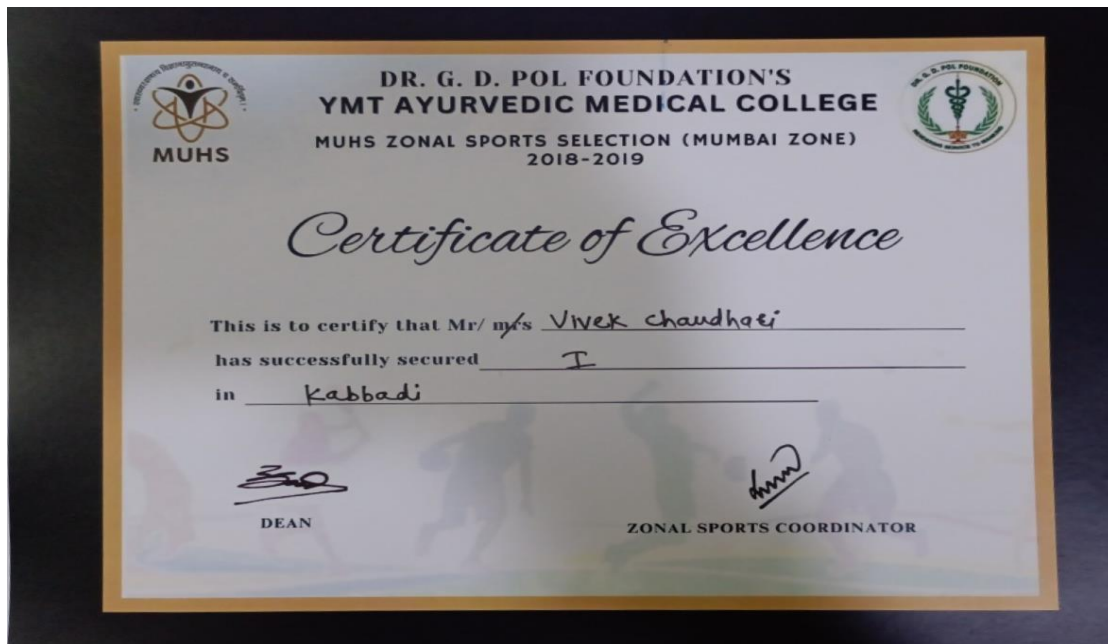 MUHS
DR. G. D. POL FOUNDATION'S
YMT AYURVEDIC MEDICAL COLLEGE
MUHS ZONAL SPORTS SELECTION (MUMBAI ZONE)
2018-2019
DR. G. D. POL FOUNDATION
Certificate of Excellence
This is to certify that Mr/ mrs Vivek Chaudhari
has successfully secured I
in Kabbadi
DEAN
ZONAL SPORTS COORDINATOR